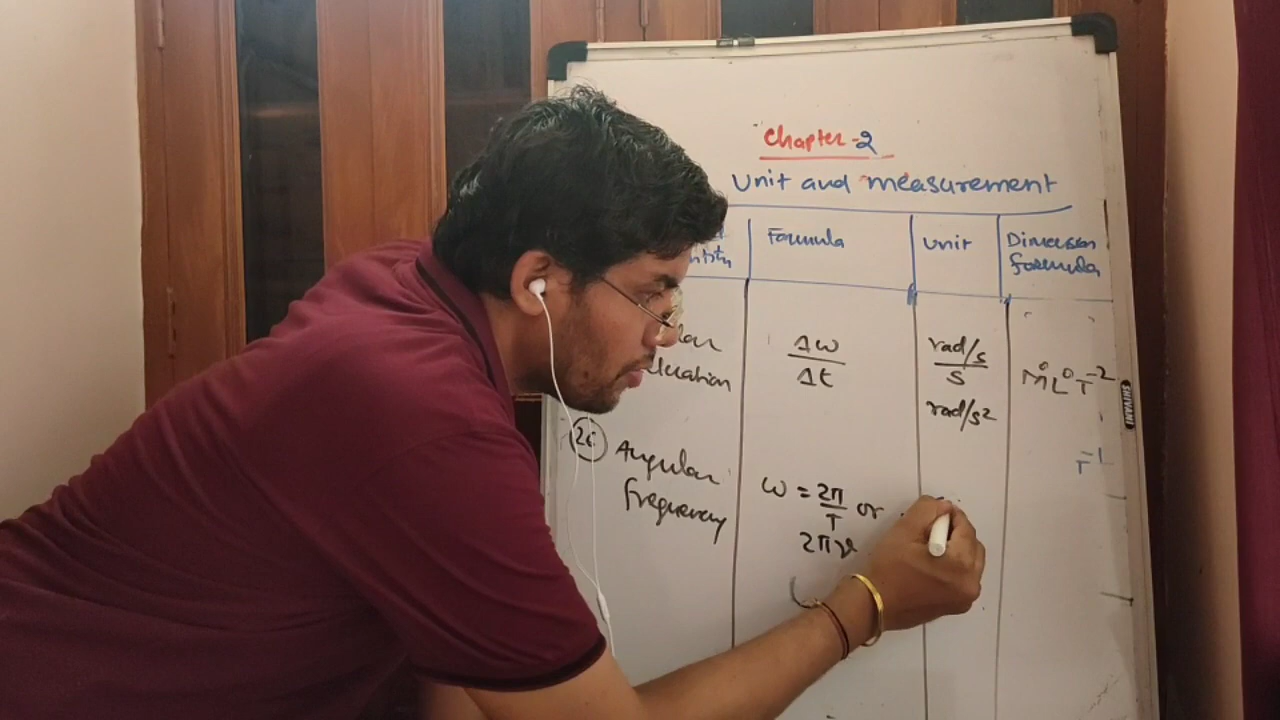 Chapter-2
Unit and measurement
Formula
Unit
Dimension
formula
Δω
Δt
rad/s
s
rad/s²
M⁰L⁰T⁻²
SHIVANI
T⁻¹
Angular
frequency
ω = 2π
T or
2πν